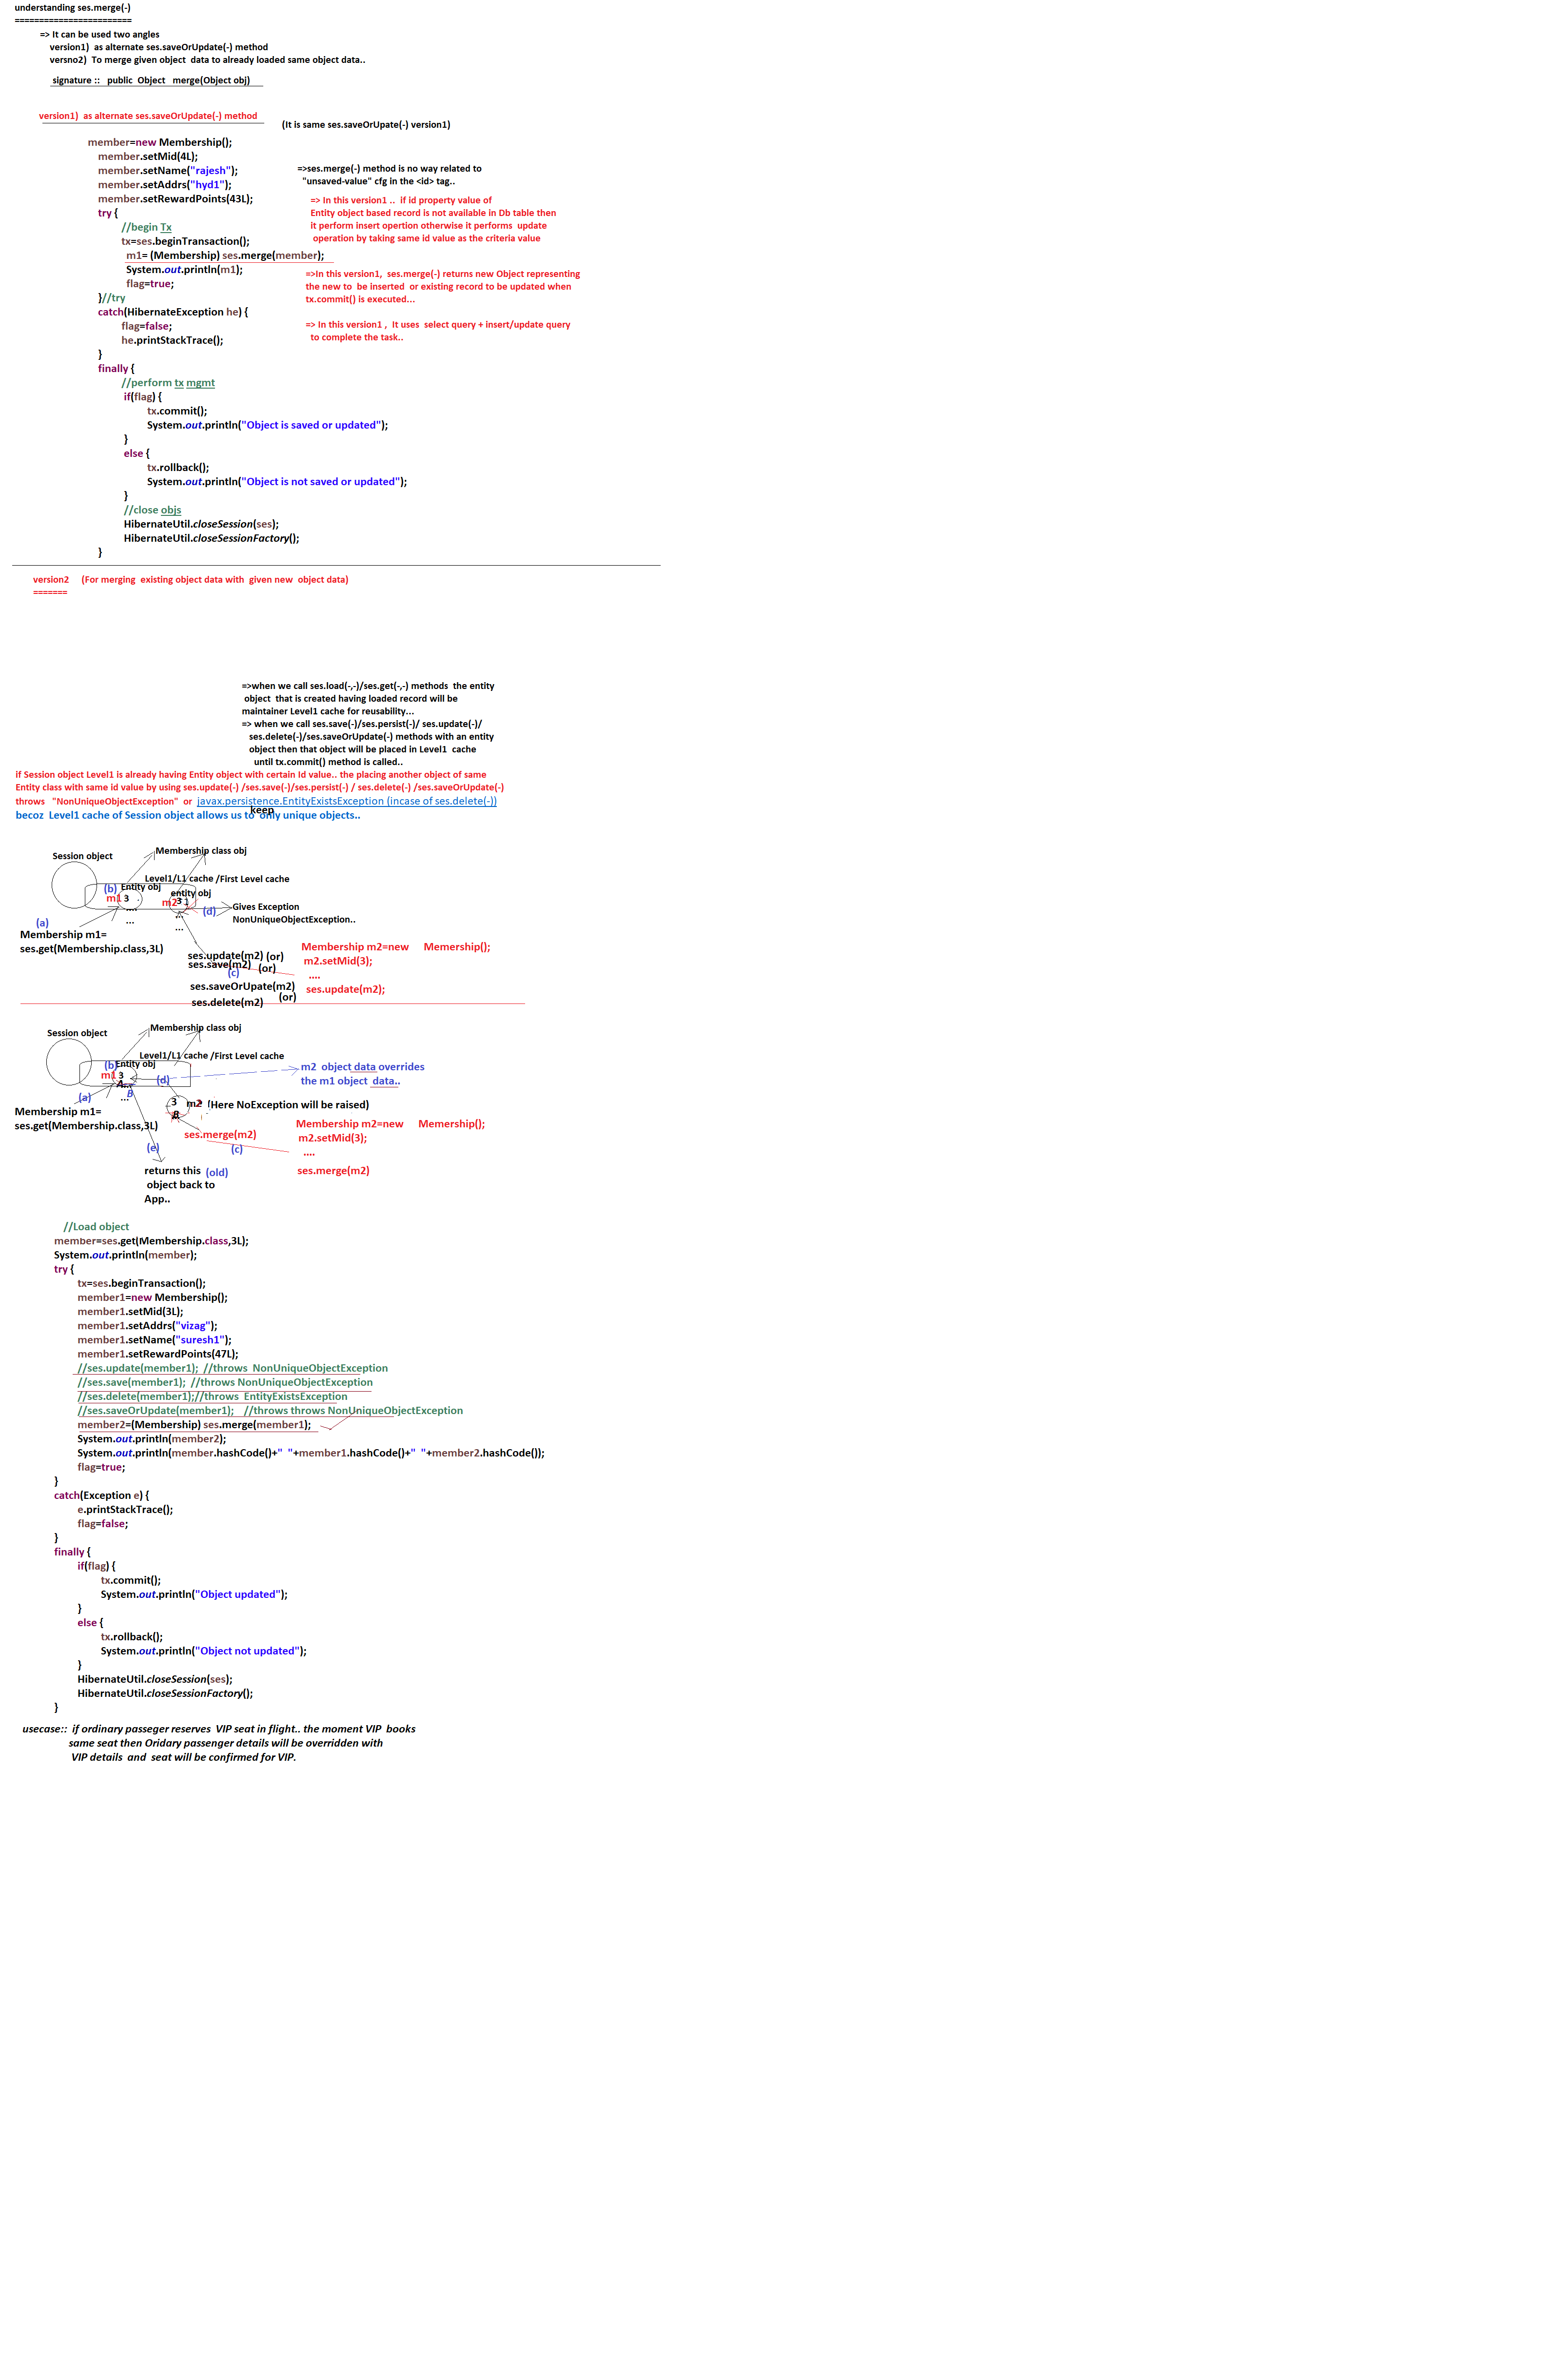 understanding ses.merge(-)
========================
=> It can be used two angles
version1)  as alternate ses.saveOrUpdate(-) method
versno2)  To merge given object  data to already loaded same object data..
signature ::   public  Object   merge(Object obj)
version1)  as alternate ses.saveOrUpdate(-) method
(It is same ses.saveOrUpate(-) version1)
member=new Membership();
member.setMid(4L);
member.setName("rajesh");
member.setAddrs("hyd1");
member.setRewardPoints(43L);
try {
//begin Tx
tx=ses.beginTransaction();
m1= (Membership) ses.merge(member);
System.out.println(m1);
flag=true;
}//try
catch(HibernateException he) {
flag=false;
he.printStackTrace();
}
finally {
//perform tx mgmt
if(flag) {
tx.commit();
System.out.println("Object is saved or updated");
}
else {
tx.rollback();
System.out.println("Object is not saved or updated");
}
//close objs
HibernateUtil.closeSession(ses);
HibernateUtil.closeSessionFactory();
}
=>ses.merge(-) method is no way related to
"unsaved-value" cfg in the <id> tag..
=> In this version1 ..  if id property value of
Entity object based record is not available in Db table then
it perform insert opertion otherwise it performs  update
operation by taking same id value as the criteria value
=>In this version1,  ses.merge(-) returns new Object representing
the new to  be inserted  or existing record to be updated when
tx.commit() is executed...
=> In this version1 ,  It uses  select query + insert/update query
to complete the task..
version2     (For merging  existing object data with  given new  object data)
=======
=>when we call ses.load(-,-)/ses.get(-,-) methods  the entity
object  that is created having loaded record will be
maintainer Level1 cache for reusability...
=> when we call ses.save(-)/ses.persist(-)/ ses.update(-)/
ses.delete(-)/ses.saveOrUpdate(-) methods with an entity
object then that object will be placed in Level1  cache
until tx.commit() method is called..
if Session object Level1 is already having Entity object with certain Id value.. the placing another object of same
Entity class with same id value by using ses.update(-) /ses.save(-)/ses.persist(-) / ses.delete(-) /ses.saveOrUpdate(-)
throws   "NonUniqueObjectException"  or  javax.persistence.EntityExistsException (incase of ses.delete(-))
keep
becoz  Level1 cache of Session object allows us to  only unique objects..
Session object
Membership class obj
Level1/L1 cache /First Level cache
(b) Entity obj
entity obj
m1 3
m2 3 1
....
...
...
...
(d)
Gives Exception
NonUniqueObjectException..
(a)
Membership m1=
ses.get(Membership.class,3L)
ses.update(m2) (or)
ses.save(m2) (or)
(c)
ses.saveOrUpate(m2)
(or)
ses.delete(m2)
Membership m2=new      Memership();
m2.setMid(3);
....
ses.update(m2);
Session object
Membership class obj
Level1/L1 cache /First Level cache
(b) Entity obj
m1 3
A...
... B
(d)
m2  object data overrides
the m1 object  data..
(a)
3 m2 (Here NoException will be raised)
B
Membership m1=
ses.get(Membership.class,3L)
ses.merge(m2)
(c)
Membership m2=new      Memership();
m2.setMid(3);
....
ses.merge(m2)
(e)
returns this (old)
object back to
App..
//Load object
member=ses.get(Membership.class,3L);
System.out.println(member);
try {
tx=ses.beginTransaction();
member1=new Membership();
member1.setMid(3L);
member1.setAddrs("vizag");
member1.setName("suresh1");
member1.setRewardPoints(47L);
//ses.update(member1);  //throws  NonUniqueObjectException
//ses.save(member1);  //throws NonUniqueObjectException
//ses.delete(member1);//throws  EntityExistsException
//ses.saveOrUpdate(member1);    //throws throws NonUniqueObjectException
member2=(Membership) ses.merge(member1);
System.out.println(member2);
System.out.println(member.hashCode()+"  "+member1.hashCode()+"  "+member2.hashCode());
flag=true;
}
catch(Exception e) {
e.printStackTrace();
flag=false;
}
finally {
if(flag) {
tx.commit();
System.out.println("Object updated");
}
else {
tx.rollback();
System.out.println("Object not updated");
}
HibernateUtil.closeSession(ses);
HibernateUtil.closeSessionFactory();
}
usecase::  if ordinary passeger reserves  VIP seat in flight.. the moment VIP  books
same seat then Oridary passenger details will be overridden with
VIP details  and  seat will be confirmed for VIP.